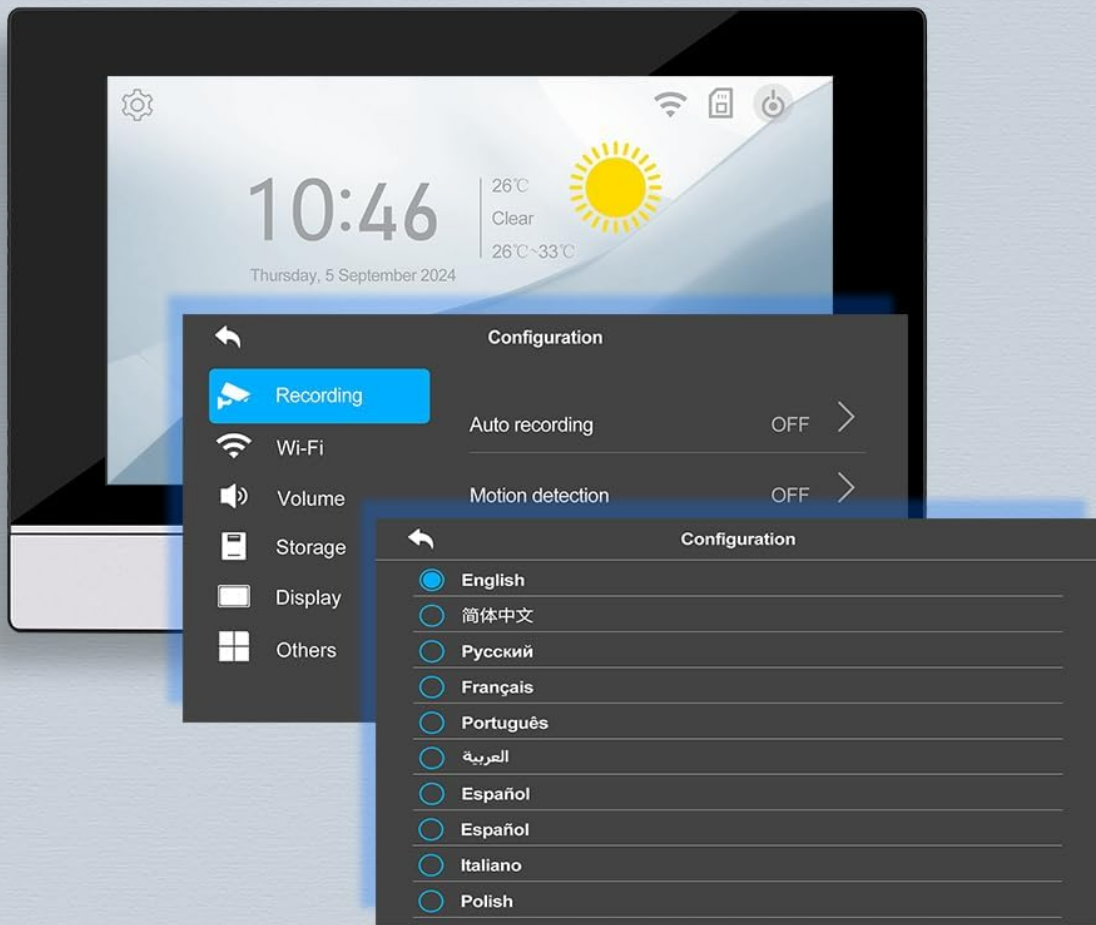 10:46
26℃
Clear
26℃~33℃
Thursday, 5 September 2024
Configuration
Recording
Wi-Fi
Volume
Storage
Display
Others
Auto recording OFF
Motion detection OFF
Configuration
English
简体中文
Русский
Français
Português
العربية
Español
Español
Italiano
Polish